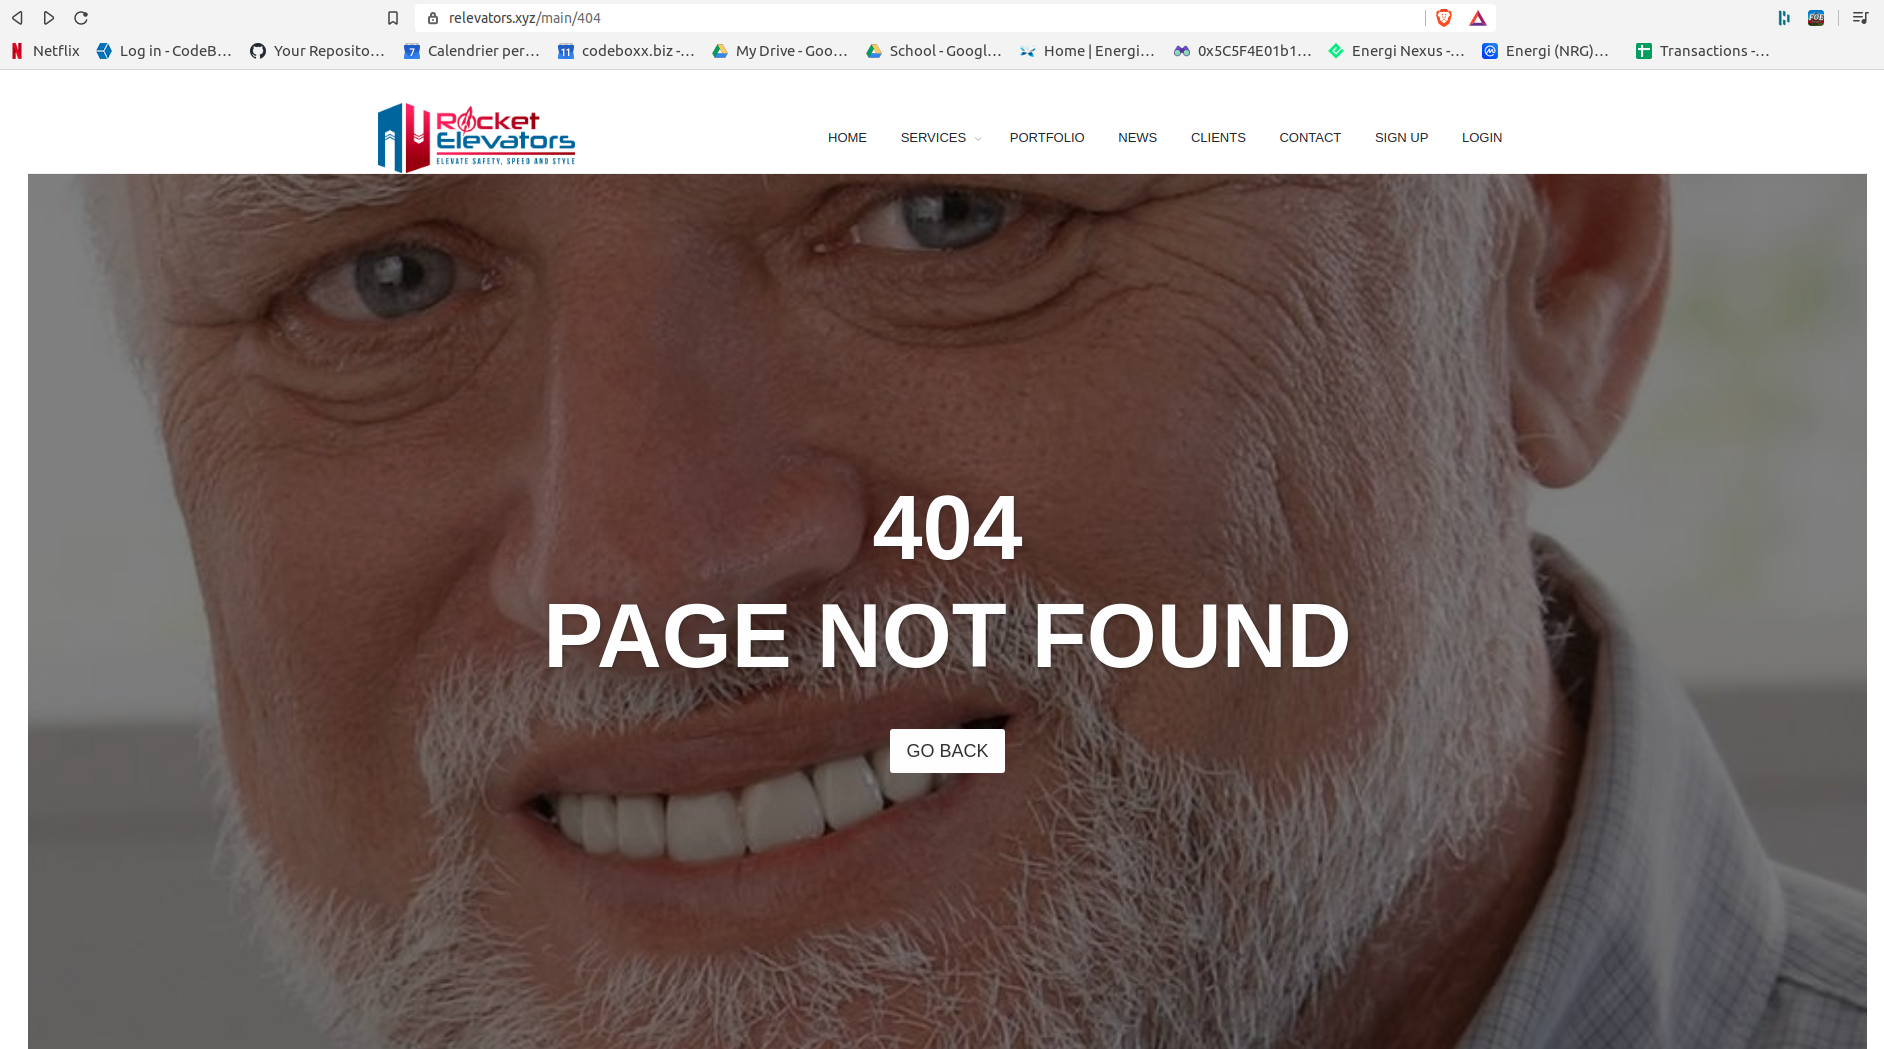 relevators.xyz/main/404
Netflix
Log in - CodeB...
Your Reposito...
Calendrier per...
codeboxx.biz -...
My Drive - Goo...
School - Googl...
Home | Energi...
0x5C5F4E01b1...
Energi Nexus -...
Energi (NRG)...
Transactions -...
Rocket
Elevators
ELEVATE SAFETY, SPEED AND STYLE
HOME
SERVICES
PORTFOLIO
NEWS
CLIENTS
CONTACT
SIGN UP
LOGIN
404
PAGE NOT FOUND
GO BACK